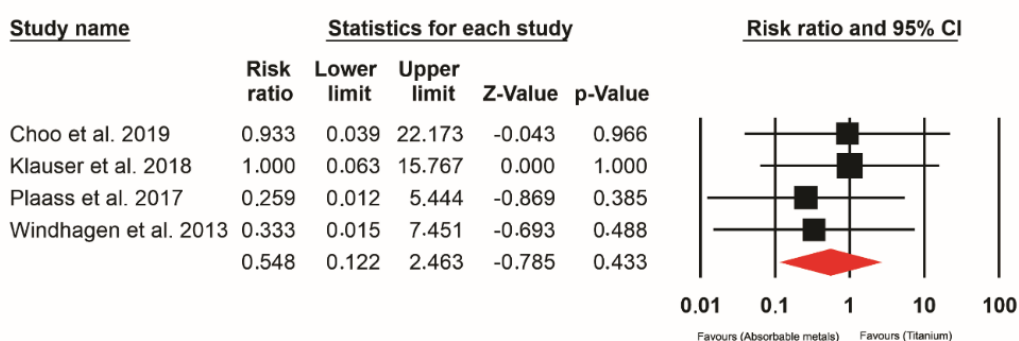 Study name Statistics for each study Risk ratio and 95% CI
Risk ratio Lower limit Upper limit Z-Value p-Value
Choo et al. 2019 0.933 0.039 22.173 -0.043 0.966
Klauser et al. 2018 1.000 0.063 15.767 0.000 1.000
Plaass et al. 2017 0.259 0.012 5.444 -0.869 0.385
Windhagen et al. 2013 0.333 0.015 7.451 -0.693 0.488
0.548 0.122 2.463 -0.785 0.433
0.01 0.1 1 10 100
Favours (Absorbable metals) Favours (Titanium)